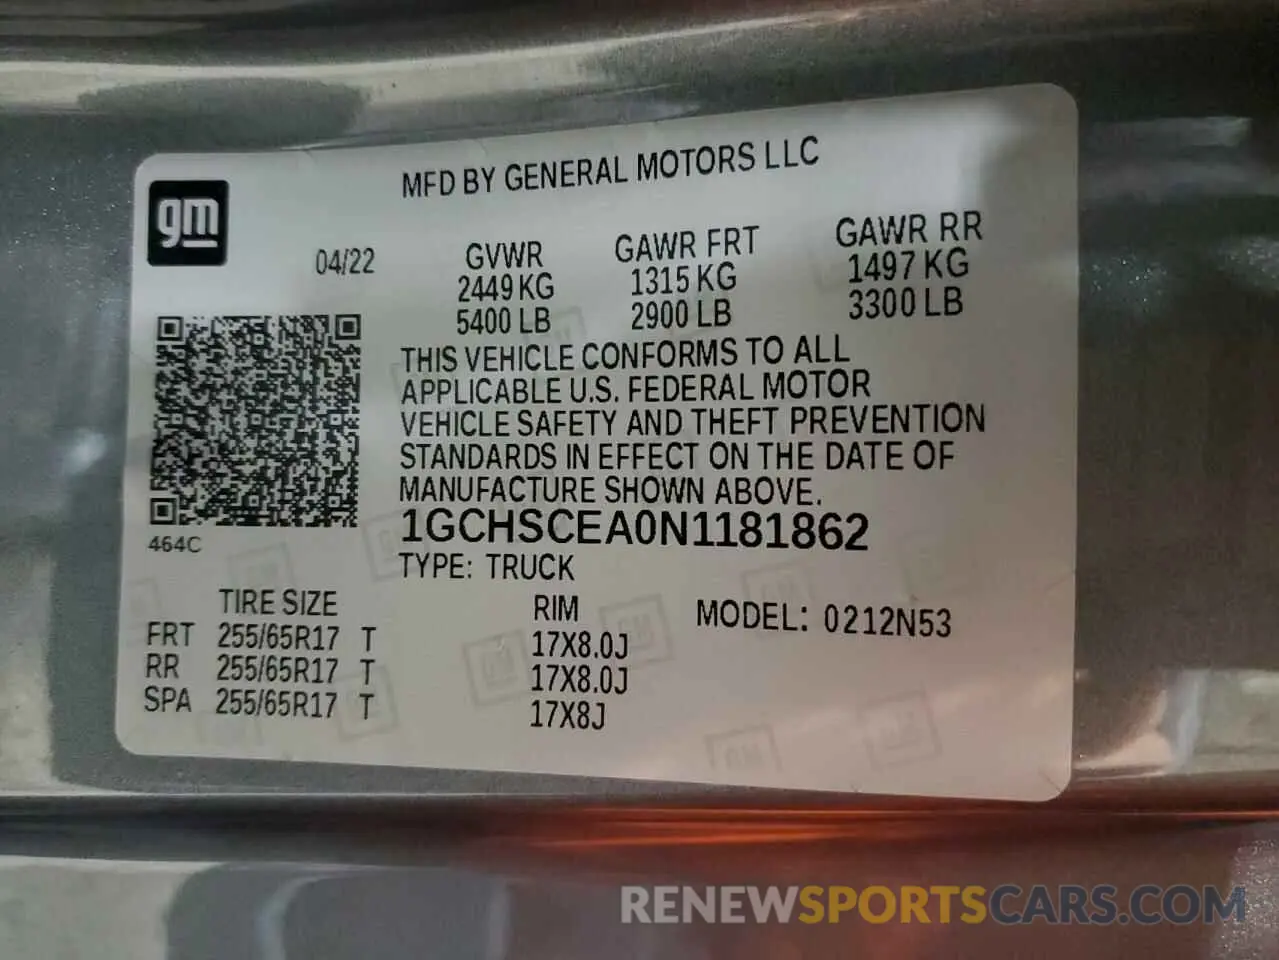 MFD BY GENERAL MOTORS LLC
gm
04/22
GVWR GAWR FRT GAWR RR
2449 KG 1315 KG 1497 KG
5400 LB 2900 LB 3300 LB
THIS VEHICLE CONFORMS TO ALL
APPLICABLE U.S. FEDERAL MOTOR
VEHICLE SAFETY AND THEFT PREVENTION
STANDARDS IN EFFECT ON THE DATE OF
MANUFACTURE SHOWN ABOVE.
1GCHSCEA0N1181862
464C
TYPE: TRUCK
TIRE SIZE RIM MODEL: 0212N53
FRT 255/65R17 T 17X8.0J
RR 255/65R17 T 17X8.0J
SPA 255/65R17 T 17X8J
RENEWSPORTSCARS.COM